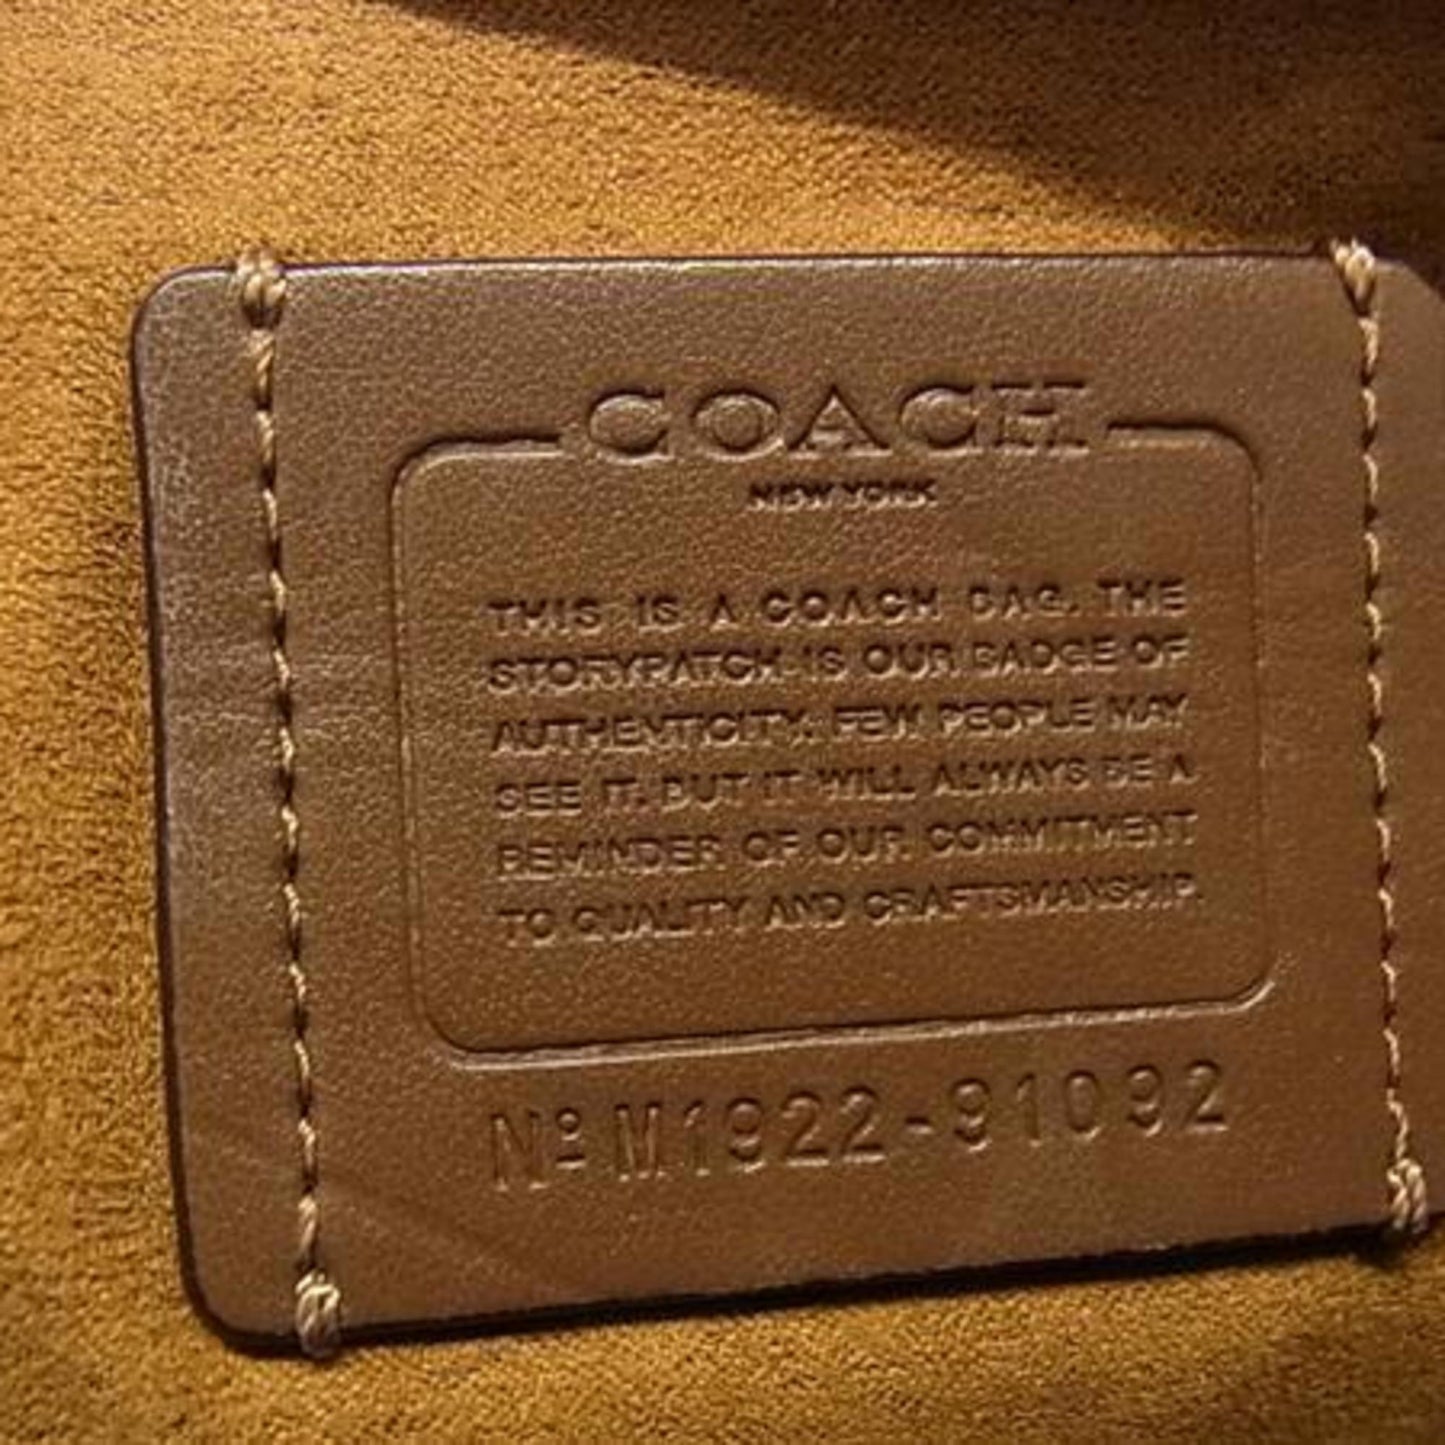 COACH
NEW YORK
THIS IS A COACH BAG. THE
STORYPATCH IS OUR BADGE OF
AUTHENTICITY. FEW PEOPLE MAY
SEE IT. BUT IT WILL ALWAYS BE A
REMINDER OF OUR COMMITMENT
TO QUALITY AND CRAFTSMANSHIP.
Nº M1922-91092